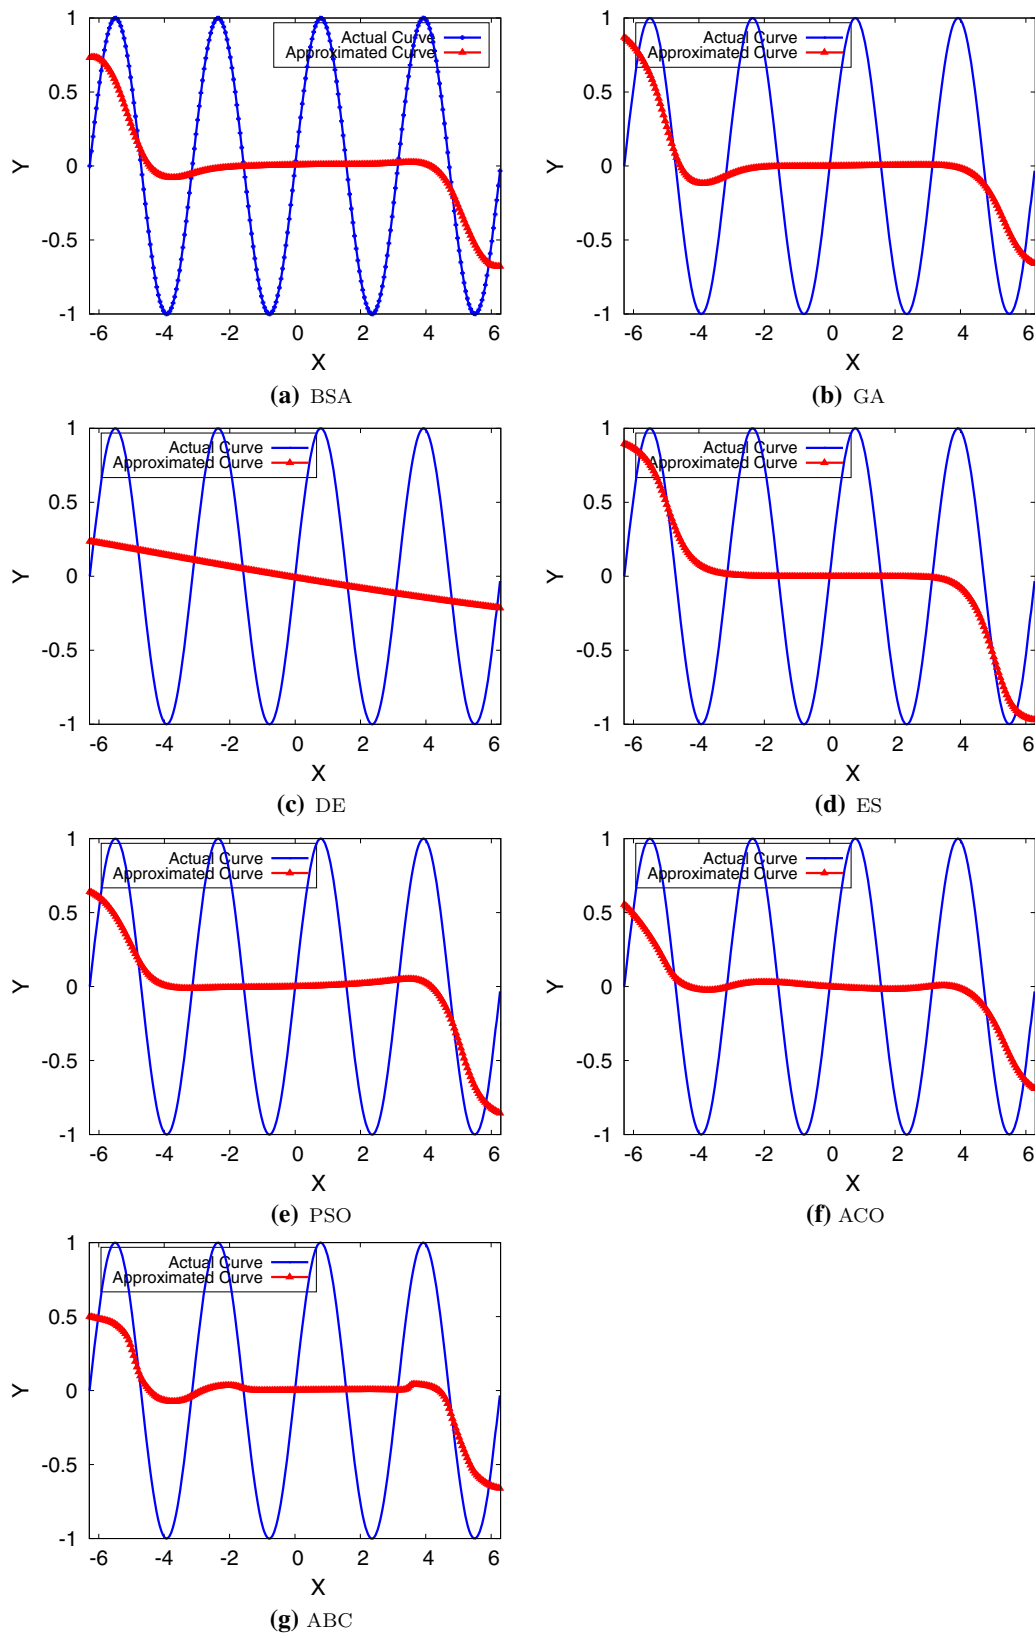 1
0.5
0
-0.5
-1
-6 -4 -2 0 2 4 6
Y
X
Actual Curve
Approximated Curve
(a) BSA
1
0.5
0
-0.5
-1
-6 -4 -2 0 2 4 6
Y
X
Actual Curve
Approximated Curve
(b) GA
1
0.5
0
-0.5
-1
-6 -4 -2 0 2 4 6
Y
X
Actual Curve
Approximated Curve
(c) DE
1
0.5
0
-0.5
-1
-6 -4 -2 0 2 4 6
Y
X
Actual Curve
Approximated Curve
(d) ES
1
0.5
0
-0.5
-1
-6 -4 -2 0 2 4 6
Y
X
Actual Curve
Approximated Curve
(e) PSO
1
0.5
0
-0.5
-1
-6 -4 -2 0 2 4 6
Y
X
Actual Curve
Approximated Curve
(f) ACO
1
0.5
0
-0.5
-1
-6 -4 -2 0 2 4 6
Y
X
Actual Curve
Approximated Curve
(g) ABC